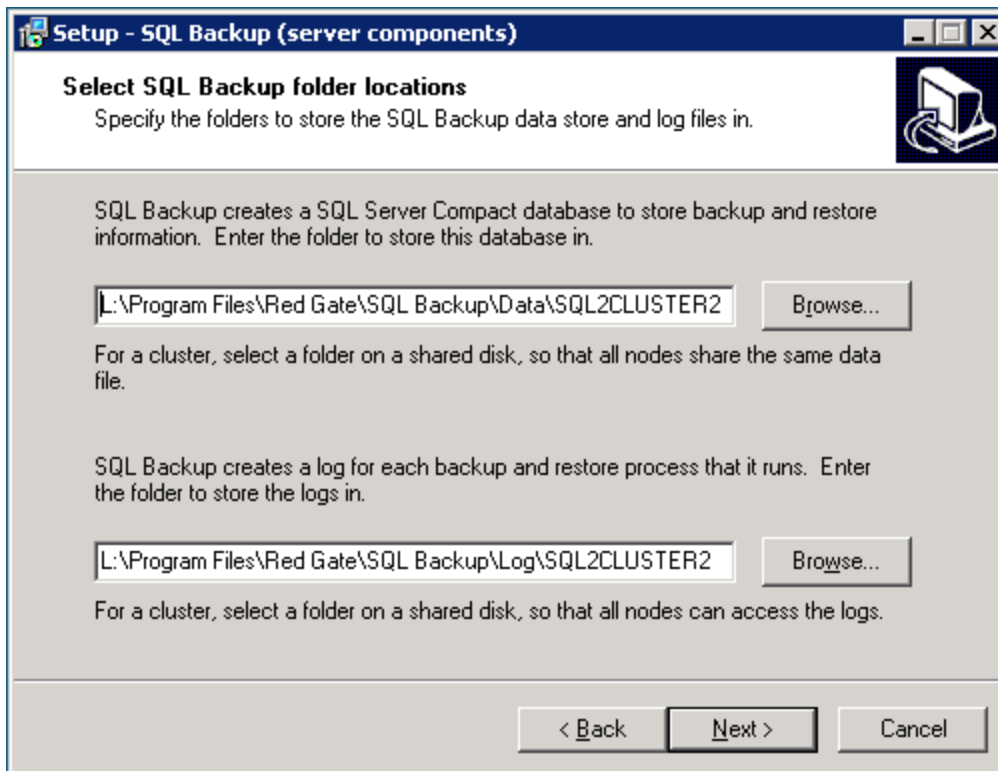 Setup - SQL Backup (server components)
Select SQL Backup folder locations
Specify the folders to store the SQL Backup data store and log files in.
SQL Backup creates a SQL Server Compact database to store backup and restore
information.  Enter the folder to store this database in.
L:\Program Files\Red Gate\SQL Backup\Data\SQL2CLUSTER2
Browse...
For a cluster, select a folder on a shared disk, so that all nodes share the same data
file.
SQL Backup creates a log for each backup and restore process that it runs.  Enter
the folder to store the logs in.
L:\Program Files\Red Gate\SQL Backup\Log\SQL2CLUSTER2
Browse...
For a cluster, select a folder on a shared disk, so that all nodes can access the logs.
< Back
Next >
Cancel